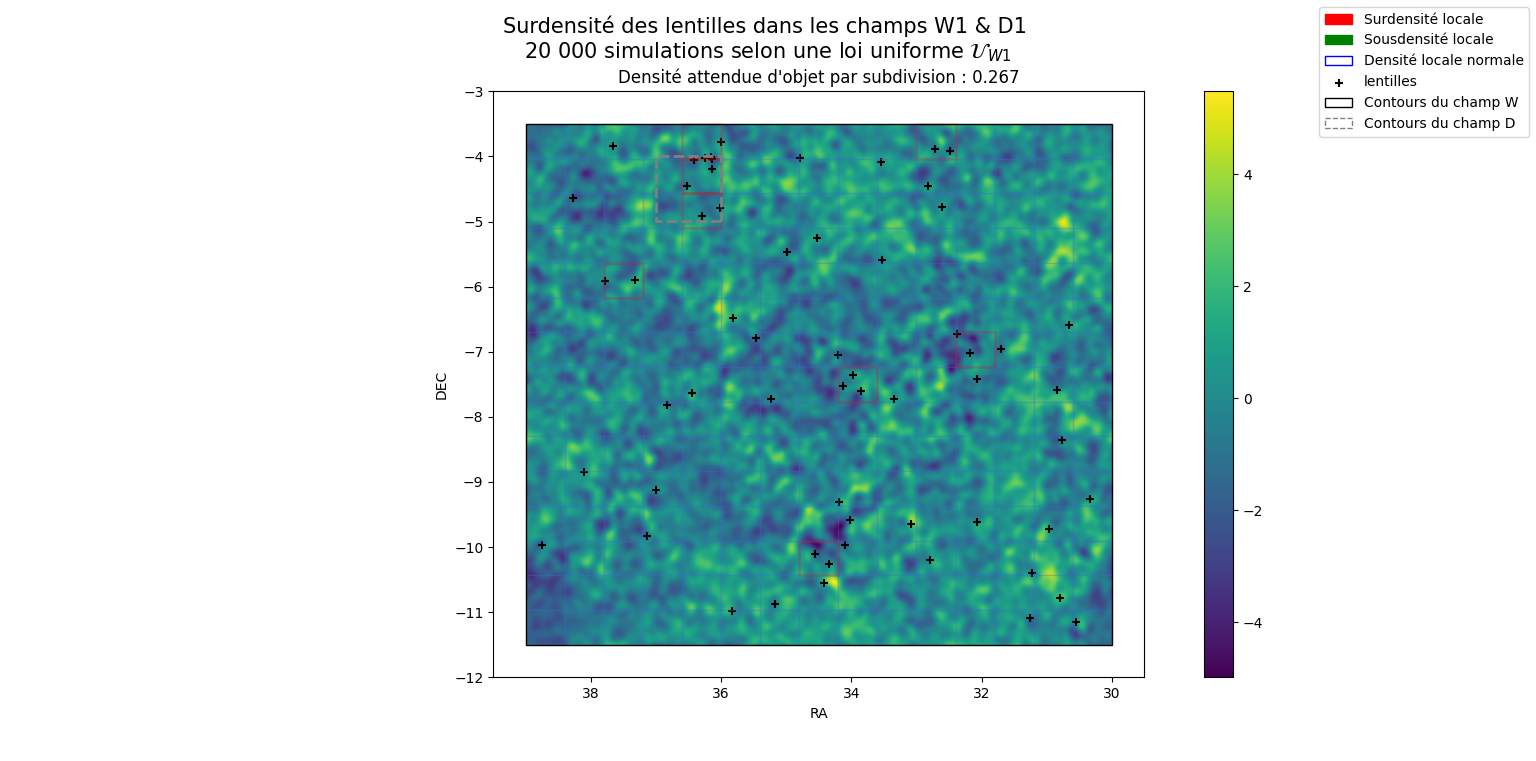 Surdensité des lentilles dans les champs W1 & D1
20 000 simulations selon une loi uniforme 𝒰W1
Densité attendue d'objet par subdivision : 0.267
Surdensité locale
Sousdensité locale
Densité locale normale
lentilles
Contours du champ W
Contours du champ D
−3
−4
−5
−6
−7
−8
−9
−10
−11
−12
DEC
38
36
34
32
30
RA
4
2
0
−2
−4